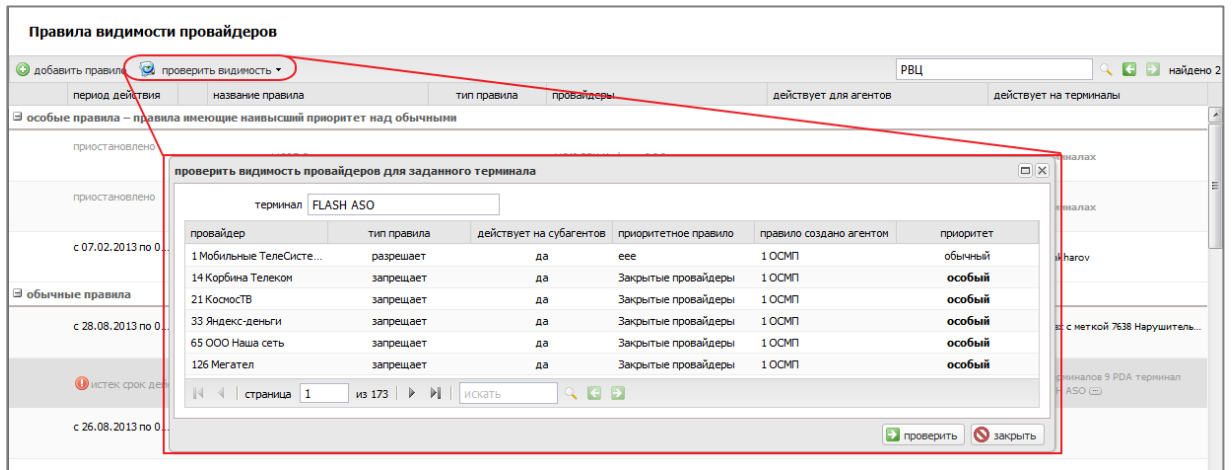 Правила видимости провайдеров
добавить правило проверить видимость РВЦ найдено 2
период действия название правила тип правила провайдеры действует для агентов действует на терминалы
особые правила – правила имеющие наивысший приоритет над обычными
приостановлено
проверить видимость провайдеров для заданного терминала
приостановлено
терминал FLASH ASO
провайдер тип правила действует на субагентов приоритетное правило правило создано агентом приоритет
с 07.02.2013 по 0...
1 Мобильные ТелеСисте... разрешает да eee 1 ОСМП обычный
14 Корбина Телеком запрещает да Закрытые провайдеры 1 ОСМП особый
обычные правила
21 КосмосТВ запрещает да Закрытые провайдеры 1 ОСМП особый
33 Яндекс-деньги запрещает да Закрытые провайдеры 1 ОСМП особый
с 28.08.2013 по 0... с меткой 7638 Нарушитель...
65 ООО Наша сеть запрещает да Закрытые провайдеры 1 ОСМП особый
126 Мегател запрещает да Закрытые провайдеры 1 ОСМП особый
истек срок 9 PDA терминал
ASO
страница 1 из 173 искать
с 26.08.2013 по 0...
проверить закрыть